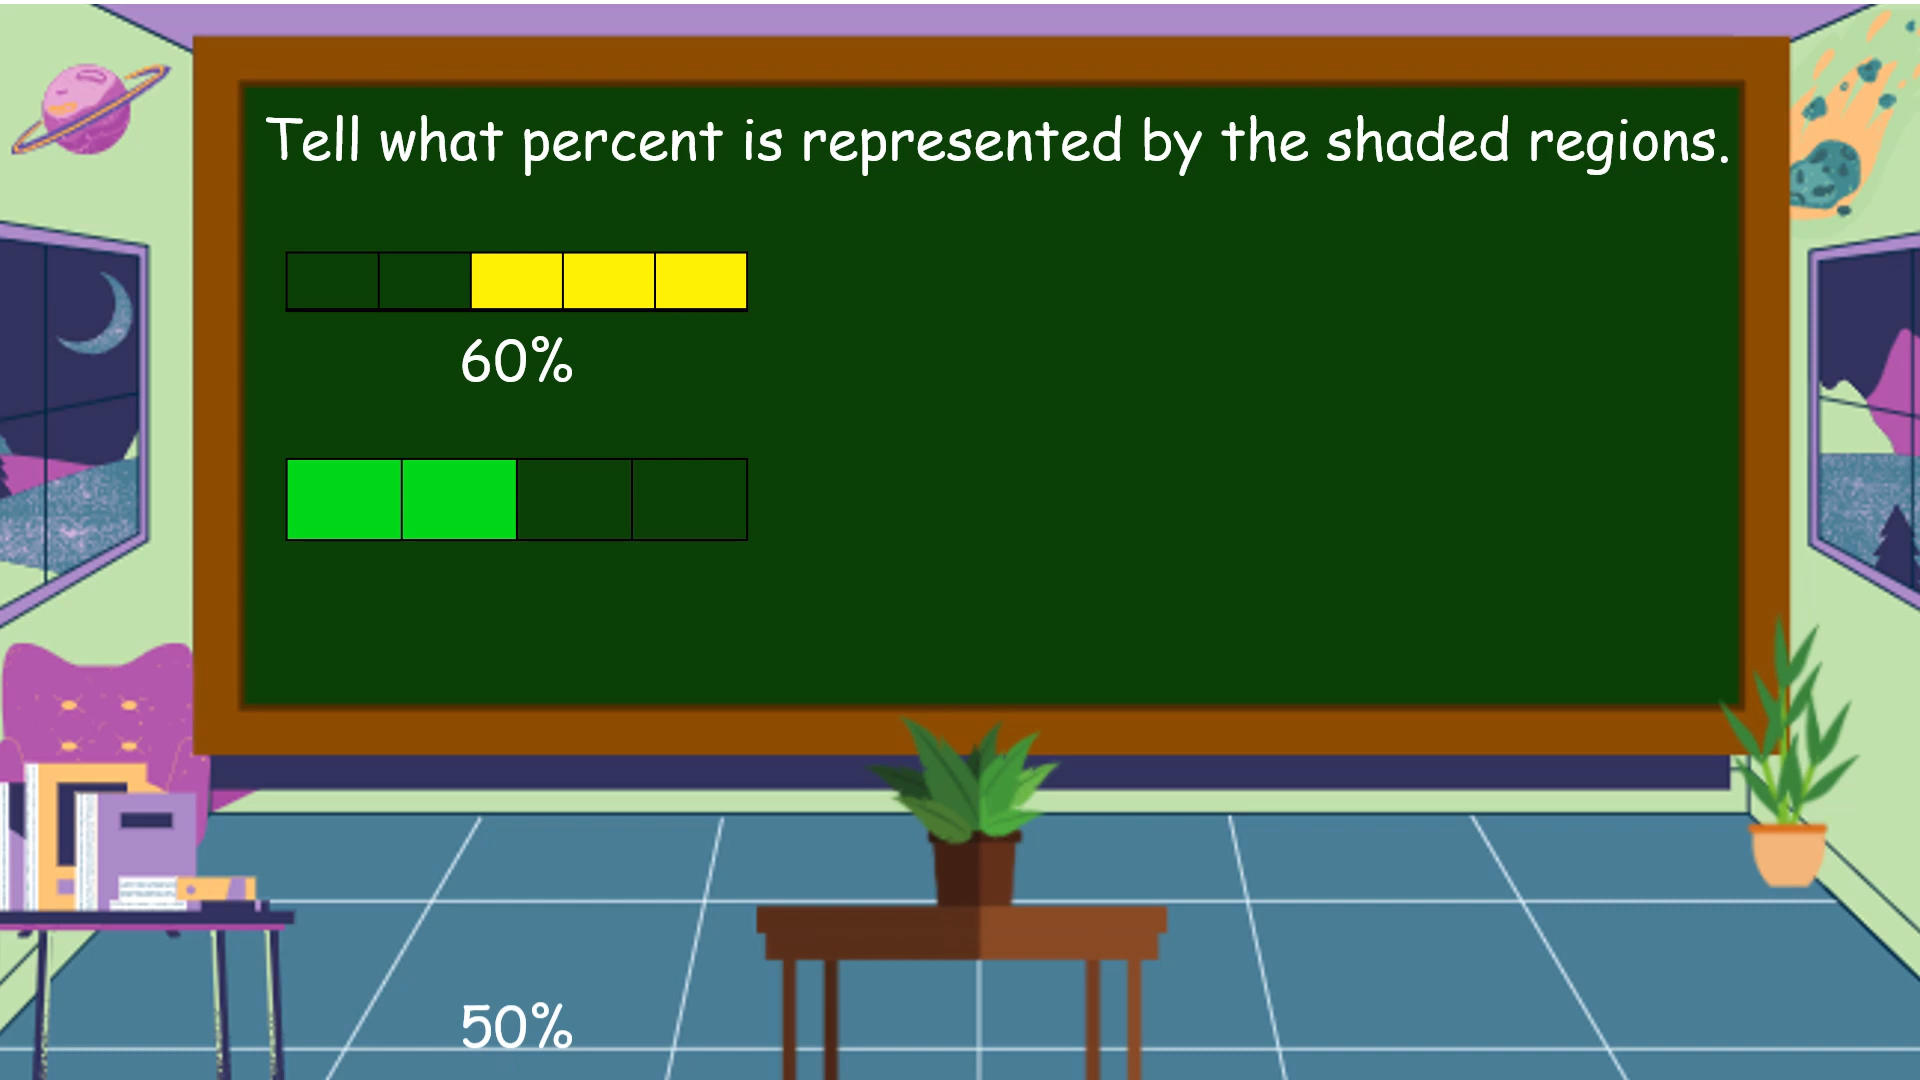 Tell what percent is represented by the shaded regions.
60%
50%